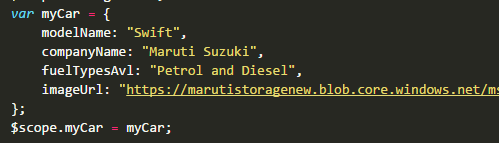 var myCar = {
modelName: "Swift",
companyName: "Maruti Suzuki",
fuelTypesAvl: "Petrol and Diesel",
imageUrl: "https://marutistoragenew.blob.core.windows.net/ms
};
$scope.myCar = myCar;